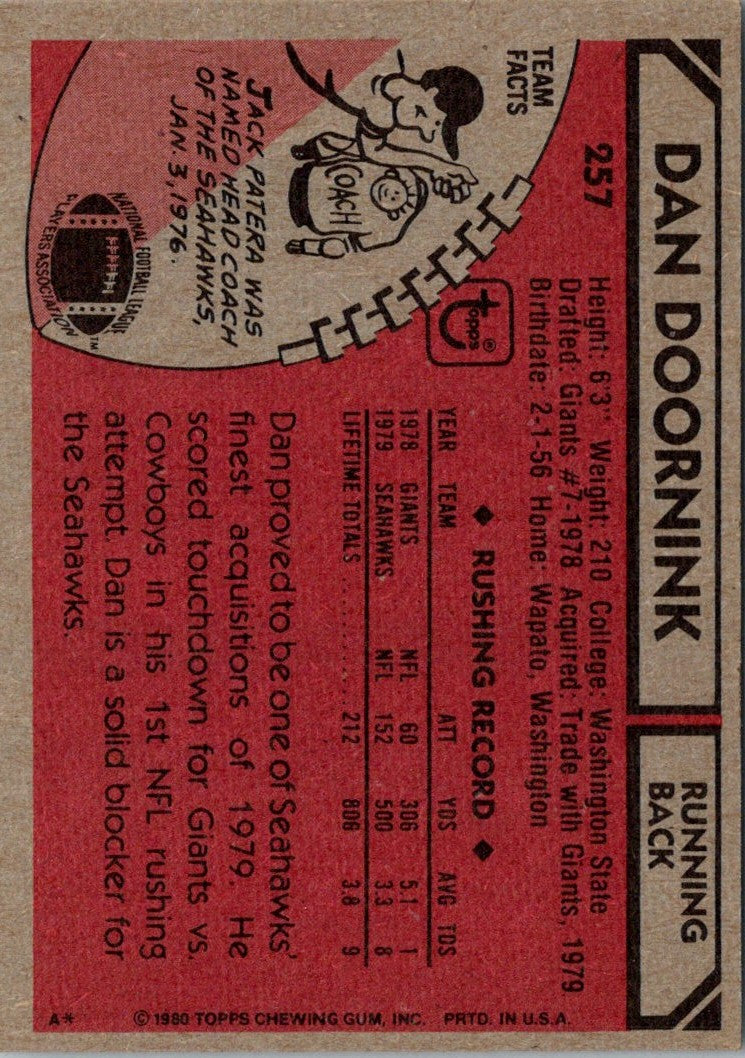 DAN DOORNINK
RUNNING
BACK
257
Height: 6'3" Weight: 210 College: Washington State
Drafted: Giants #7-1978 Acquired: Trade with Giants, 1979
Birthdate: 2-1-56 Home: Wapato, Washington
TEAM
FACTS
COACH
JACK PATERA WAS
NAMED HEAD COACH
OF THE SEAHAWKS,
JAN 3, 1976.
NATIONAL FOOTBALL LEAGUE
PLAYERS ASSOCIATION
TM
topps®
◆ RUSHING RECORD ◆
YEAR TEAM ATT YDS AVG TDS
1978 GIANTS NFL 60 306 5.1 1
1979 SEAHAWKS NFL 152 500 3.3 8
LIFETIME TOTALS 212 806 3.8 9
Dan proved to be one of Seahawks'
finest acquisitions of 1979. He
scored touchdown for Giants vs.
Cowboys in his 1st NFL rushing
attempt. Dan is a solid blocker for
the Seahawks.
A* © 1980 TOPPS CHEWING GUM, INC. PRTD. IN U.S.A.